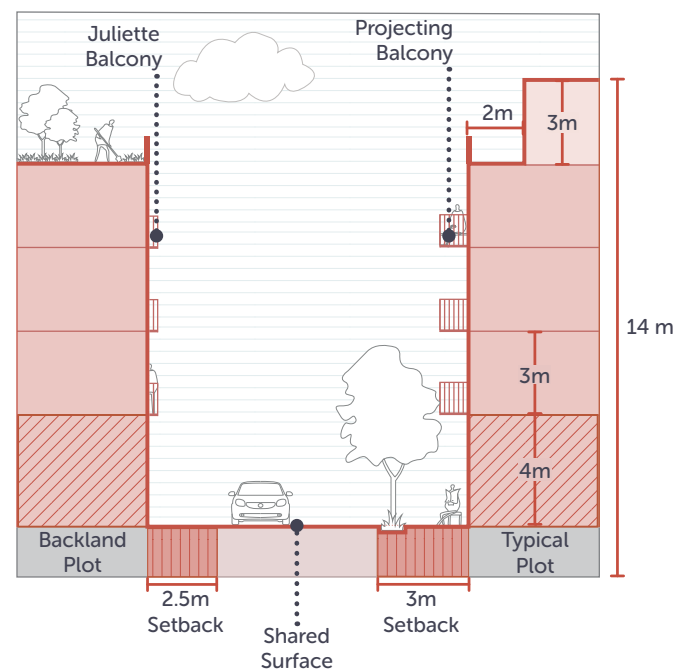 Juliette
Balcony
Projecting
Balcony
2m
3m
14 m
3m
4m
Backland
Plot
Typical
Plot
2.5m
Setback
3m
Setback
Shared
Surface